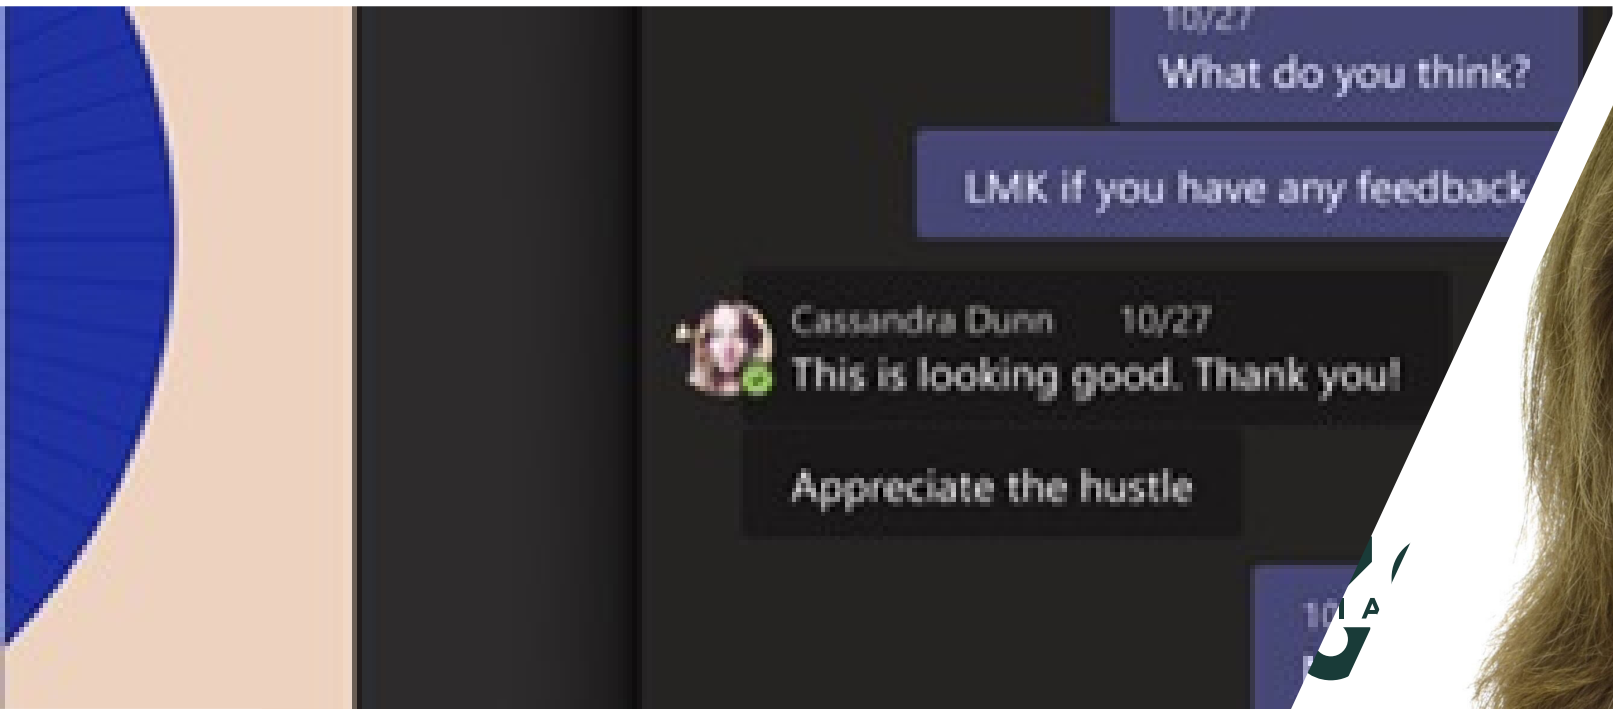 10/27
What do you think?
LMK if you have any feedback
Cassandra Dunn 10/27
This is looking good. Thank you!
Appreciate the hustle